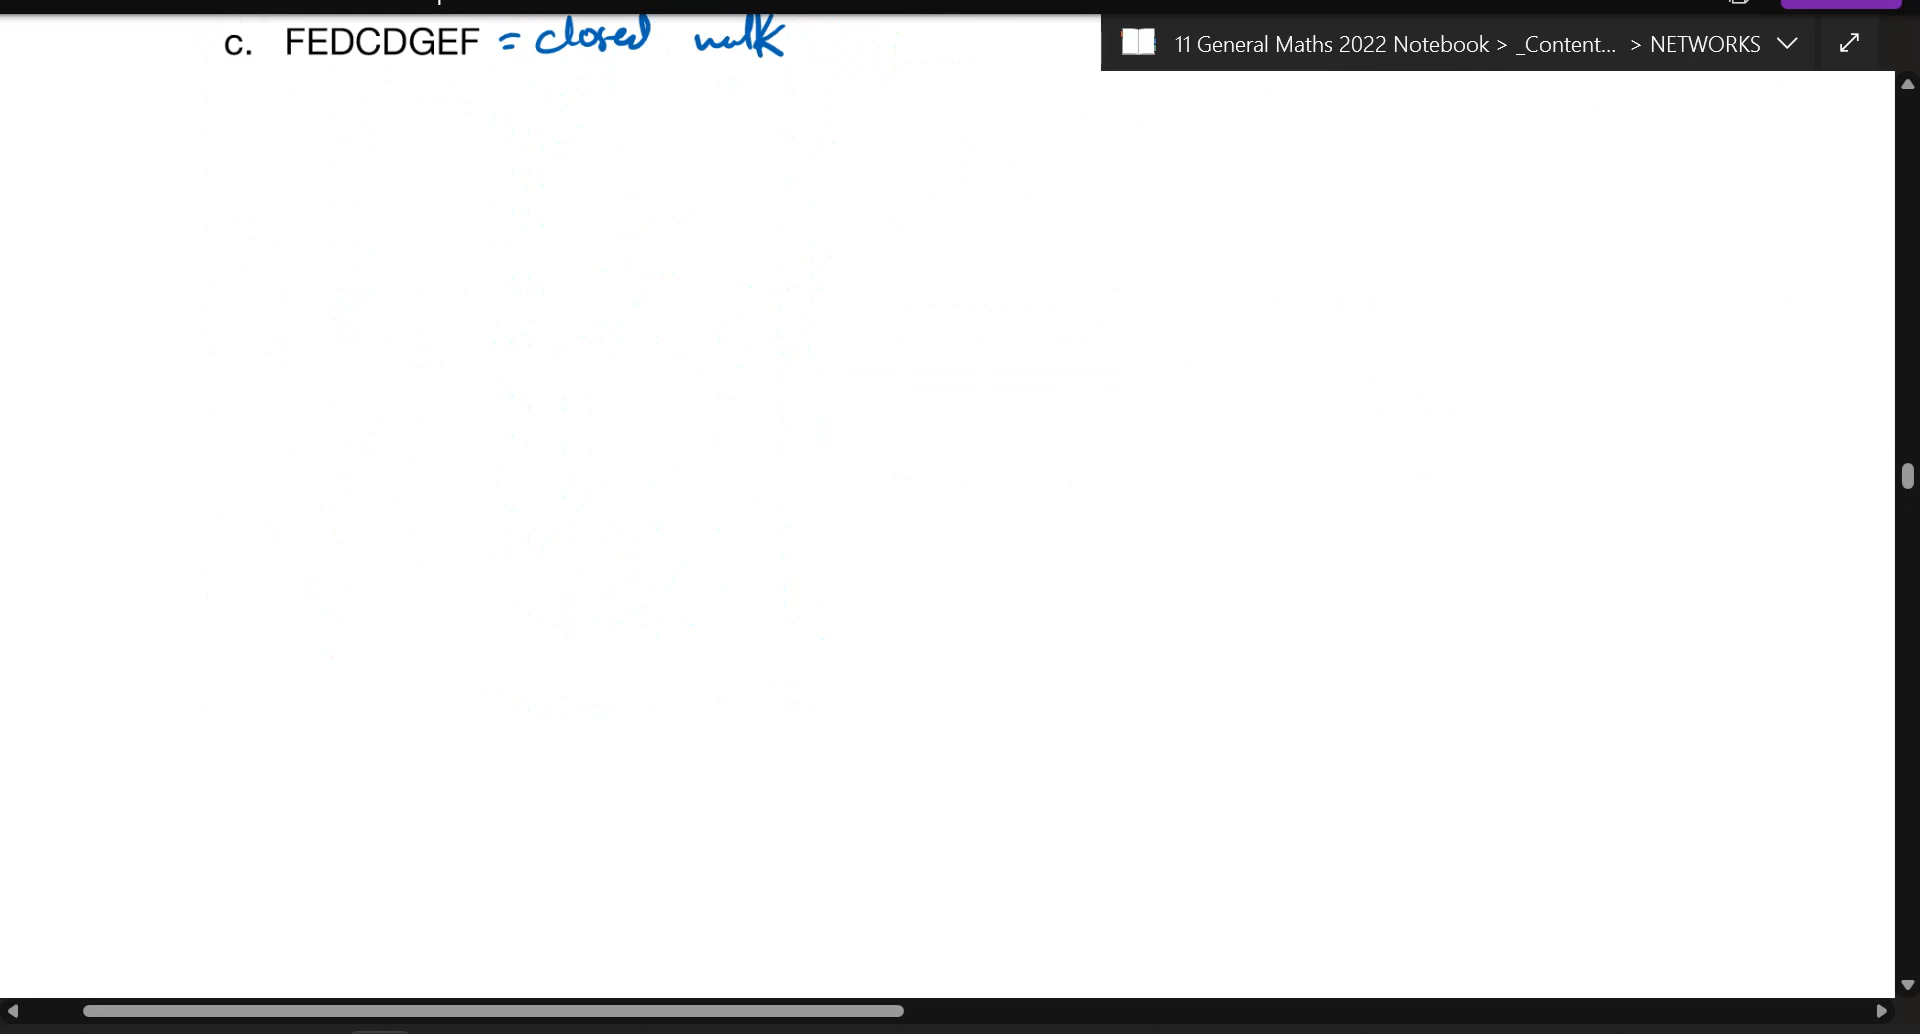 c. FEDCDGEF = closed walk
11 General Maths 2022 Notebook > _Content... > NETWORKS